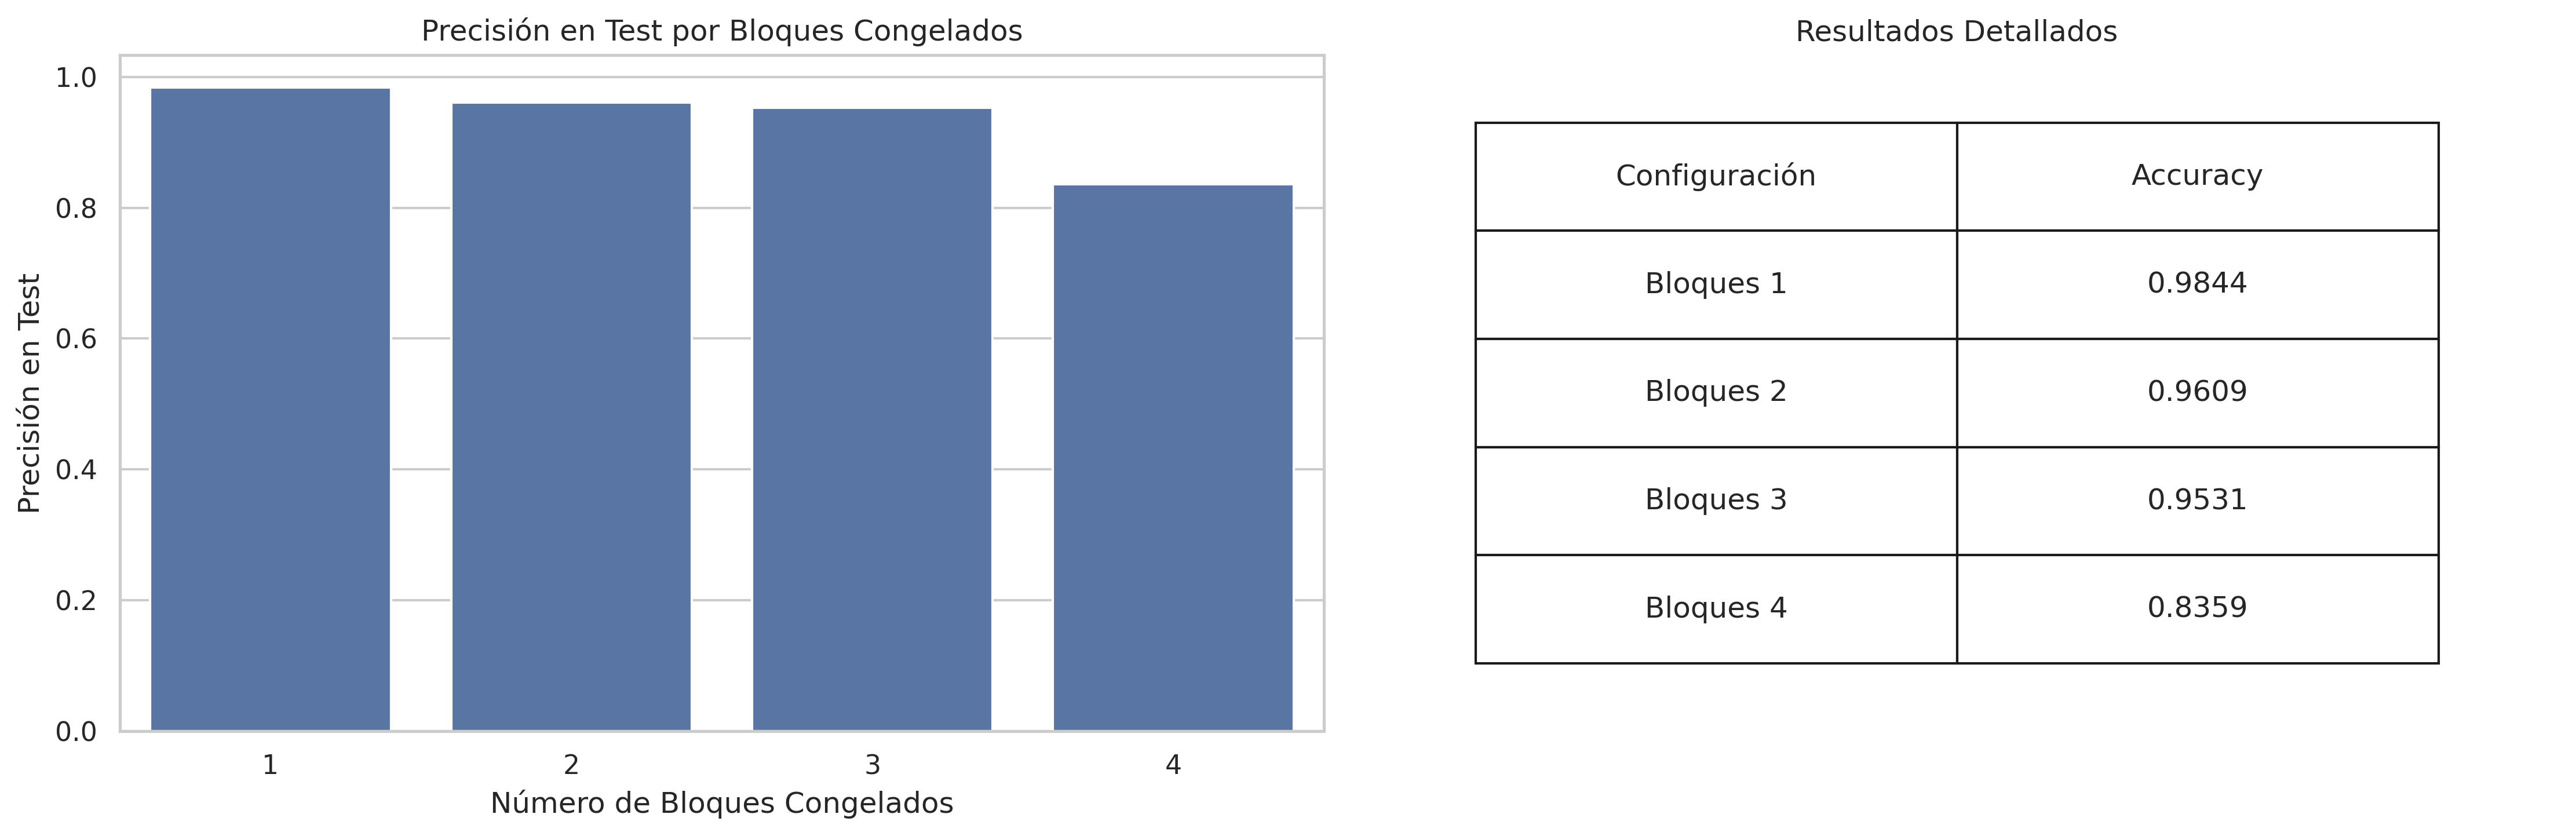 Precisión en Test por Bloques Congelados
Precisión en Test
1.0
0.8
0.6
0.4
0.2
0.0
1 2 3 4
Número de Bloques Congelados
Resultados Detallados
Configuración Accuracy
Bloques 1 0.9844
Bloques 2 0.9609
Bloques 3 0.9531
Bloques 4 0.8359